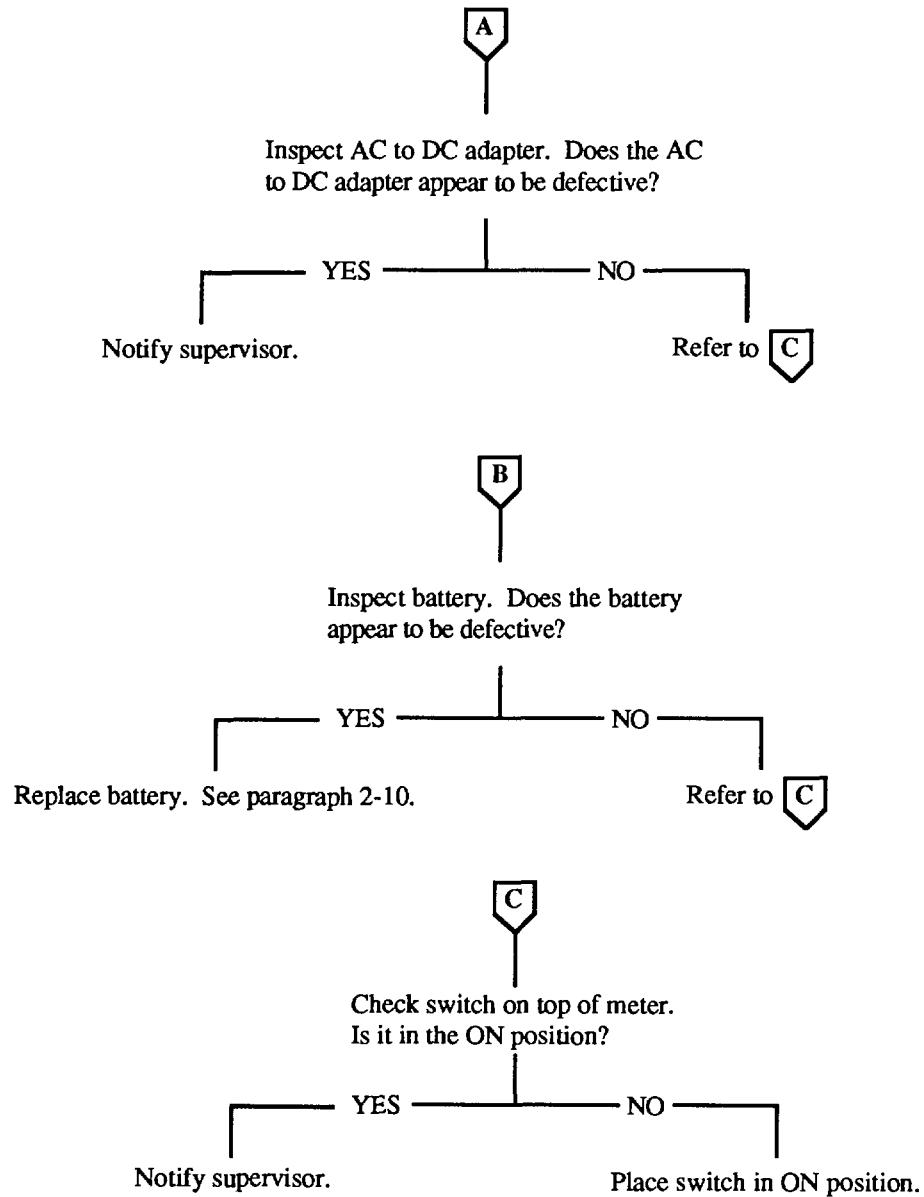 A
Inspect AC to DC adapter. Does the AC
to DC adapter appear to be defective?
YES
NO
Notify supervisor.
Refer to C
B
Inspect battery. Does the battery
appear to be defective?
YES
NO
Replace battery. See paragraph 2-10.
Refer to C
C
Check switch on top of meter.
Is it in the ON position?
YES
NO
Notify supervisor.
Place switch in ON position.